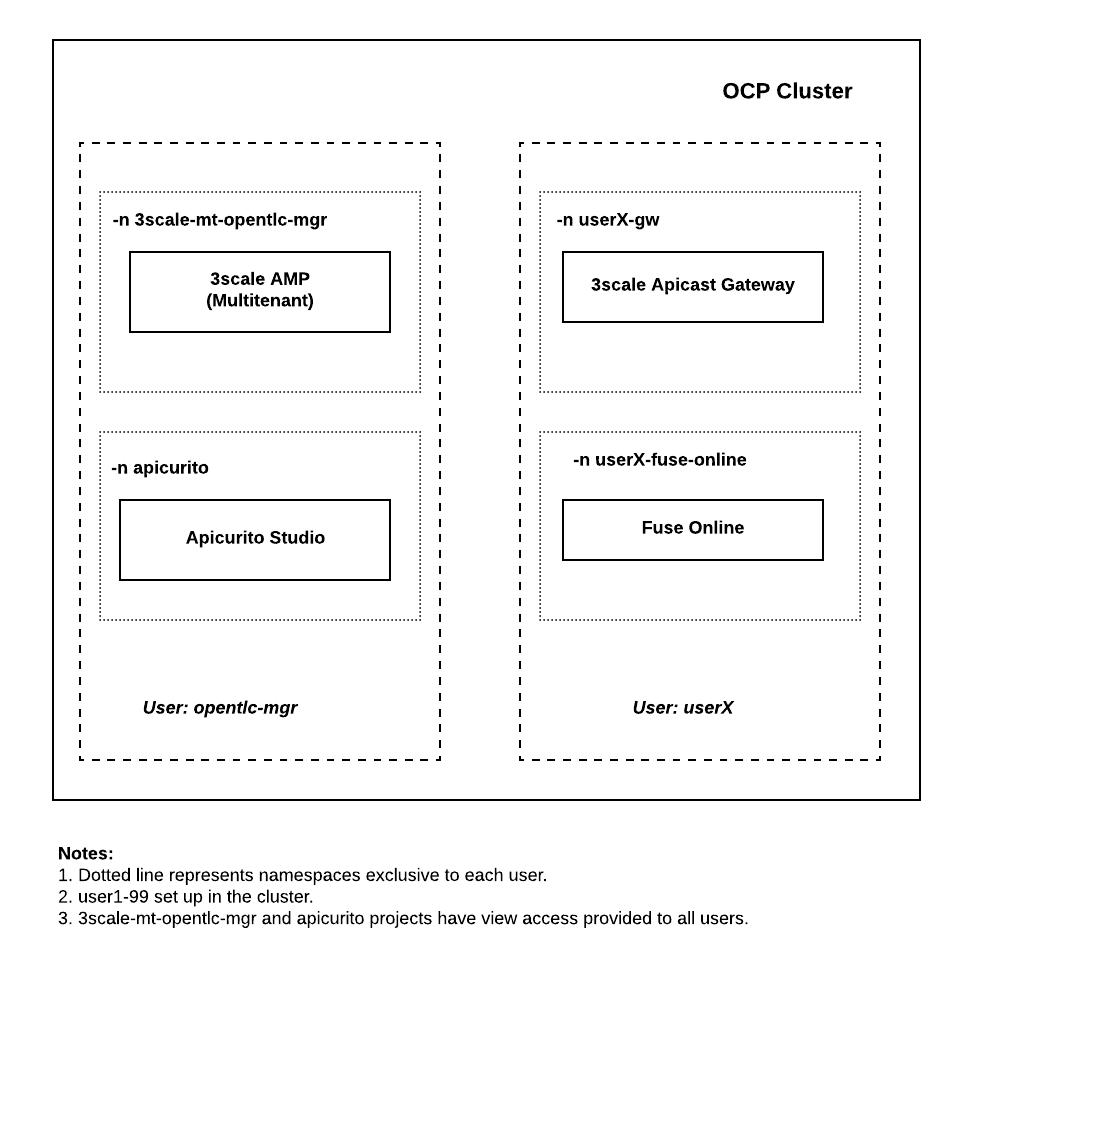 OCP Cluster
-n 3scale-mt-opentlc-mgr
3scale AMP
(Multitenant)
-n apicurito
Apicurito Studio
User: opentlc-mgr
-n userX-gw
3scale Apicast Gateway
-n userX-fuse-online
Fuse Online
User: userX
Notes:
1. Dotted line represents namespaces exclusive to each user.
2. user1-99 set up in the cluster.
3. 3scale-mt-opentlc-mgr and apicurito projects have view access provided to all users.